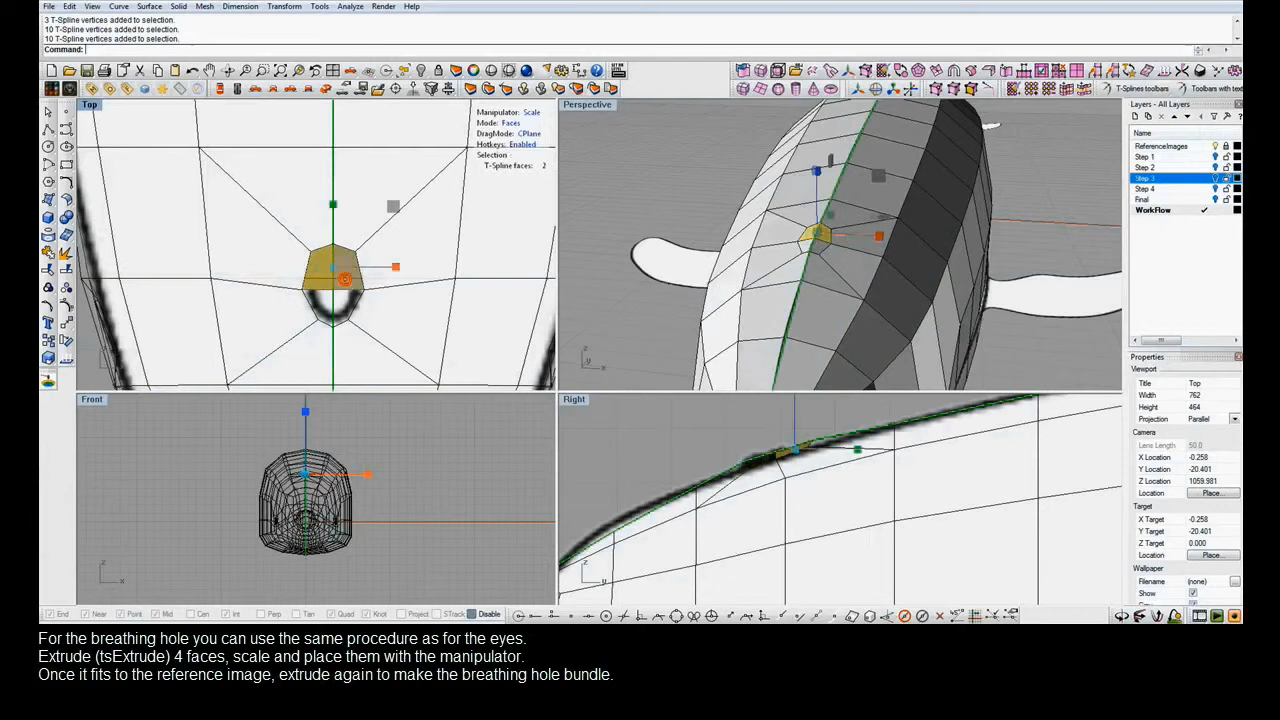 File Edit View Curve Surface Solid Mesh Dimension Transform Tools Analyze Render Help
3 T-Spline vertices added to selection.
10 T-Spline vertices added to selection.
10 T-Spline vertices added to selection.
Command:
T-Splines toolbars
Toolbars with text
Top
Manipulator: Scale
Mode: Faces
DragMode: CPlane
Hotkeys: Enabled
Selection
T-Spline faces: 2
Perspective
Front
Right
Layers - All Layers
Name
ReferenceImages
Step 1
Step 2
Step 3
Step 4
Final
WorkFlow
Properties
Viewport
Title Top
Width 762
Height 464
Projection Parallel
Camera
Lens Length 50.0
X Location -0.258
Y Location -20.401
Z Location 1059.981
Location Place...
Target
X Target -0.258
Y Target -20.401
Z Target 0.000
Location Place...
Wallpaper
Filename (none)
Show
End Near Point Mid Cen Int Perp Tan Quad Knot Project STrack Disable
For the breathing hole you can use the same procedure as for the eyes.
Extrude (tsExtrude) 4 faces, scale and place them with the manipulator.
Once it fits to the reference image, extrude again to make the breathing hole bundle.